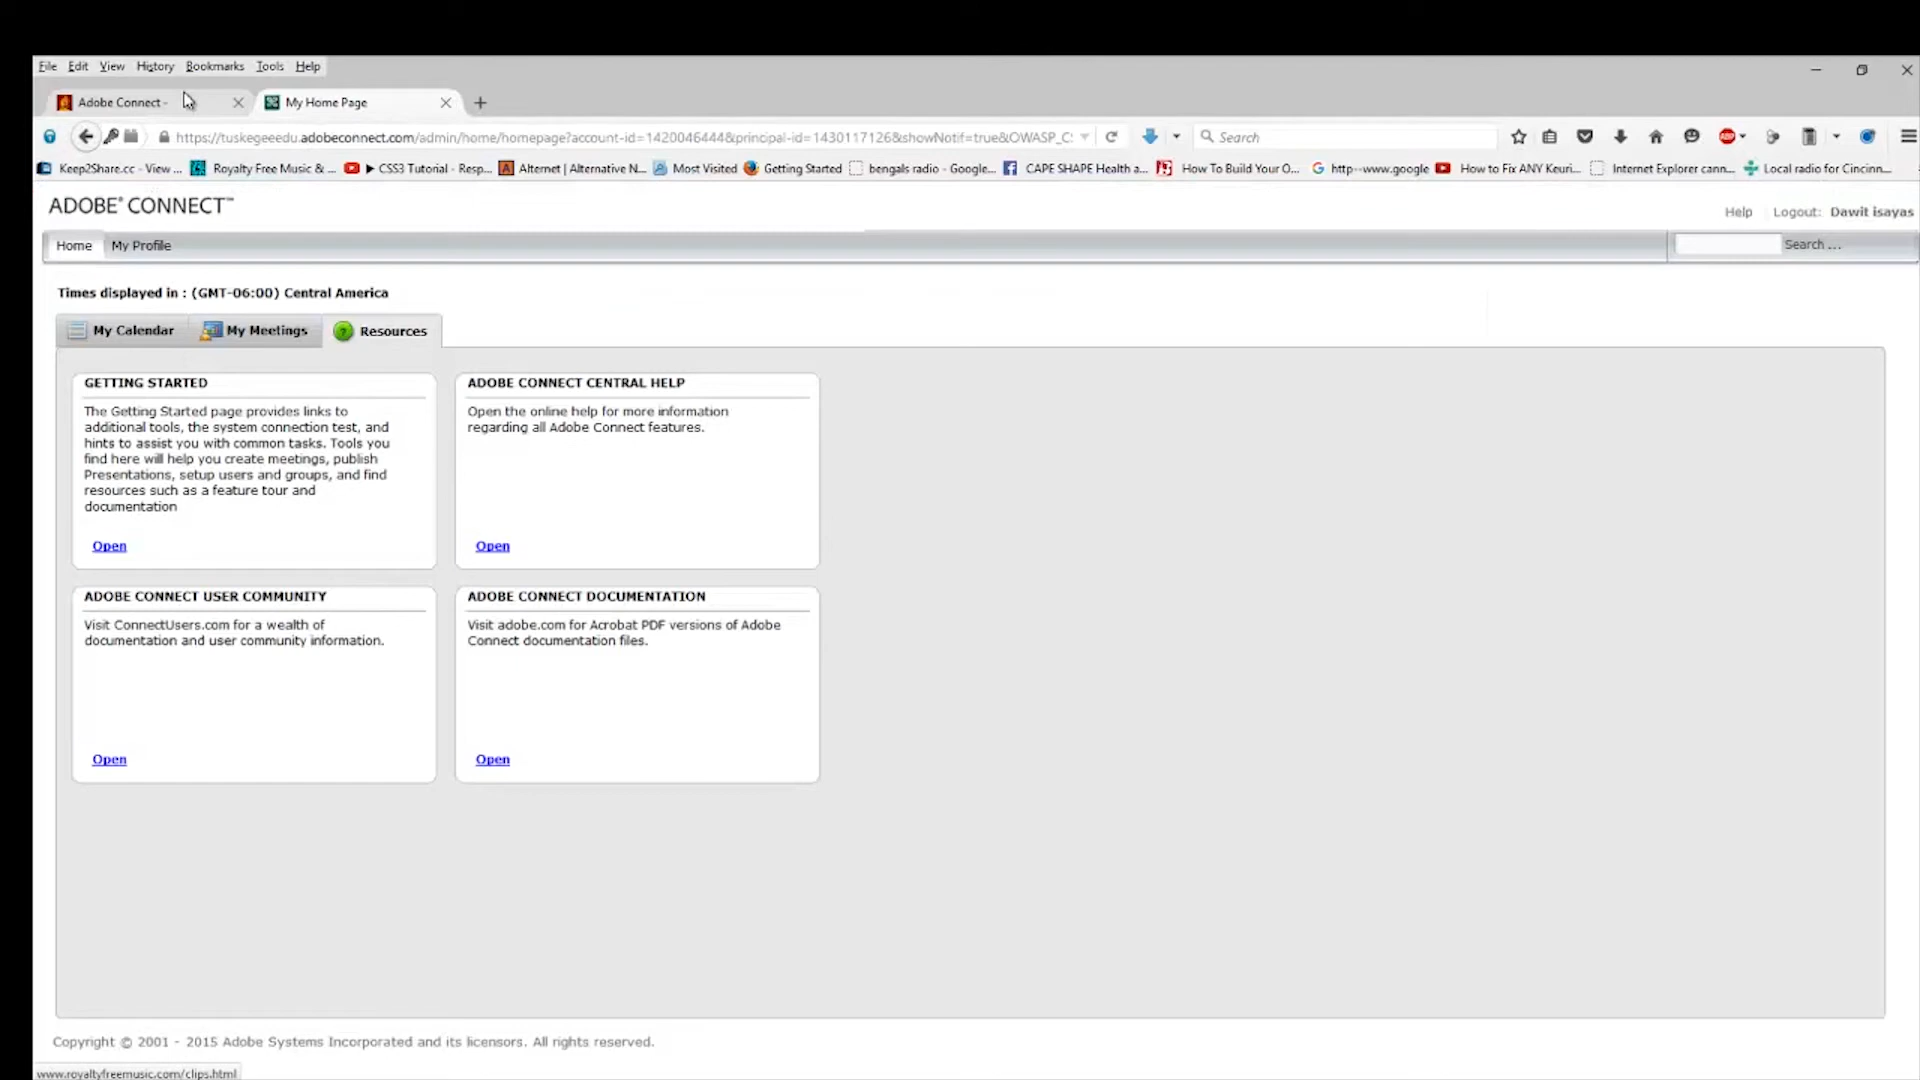 File Edit View History Bookmarks Tools Help
Adobe Connect -
My Home Page
https://tuskegeeedu.adobeconnect.com/admin/home/homepage?account-id=1420046444&principal-id=1430117126&showNotif=true&OWASP_C:
Search
Keep2Share.cc - View ... Royalty Free Music & ... ▶ CSS3 Tutorial - Resp... Alternet | Alternative N... Most Visited Getting Started bengals radio - Google... CAPE SHAPE Health a... How To Build Your O... http--www.google How to Fix ANY Keuri... Internet Explorer cann... Local radio for Cincinn...
ADOBE® CONNECT™
Help Logout: Dawit isayas
Home My Profile
Search ...
Times displayed in : (GMT-06:00) Central America
My Calendar My Meetings Resources
GETTING STARTED
The Getting Started page provides links to
additional tools, the system connection test, and
hints to assist you with common tasks. Tools you
find here will help you create meetings, publish
Presentations, setup users and groups, and find
resources such as a feature tour and
documentation
Open
ADOBE CONNECT CENTRAL HELP
Open the online help for more information
regarding all Adobe Connect features.
Open
ADOBE CONNECT USER COMMUNITY
Visit ConnectUsers.com for a wealth of
documentation and user community information.
Open
ADOBE CONNECT DOCUMENTATION
Visit adobe.com for Acrobat PDF versions of Adobe
Connect documentation files.
Open
Copyright © 2001 - 2015 Adobe Systems Incorporated and its licensors. All rights reserved.
www.royaltyfreemusic.com/clips.html